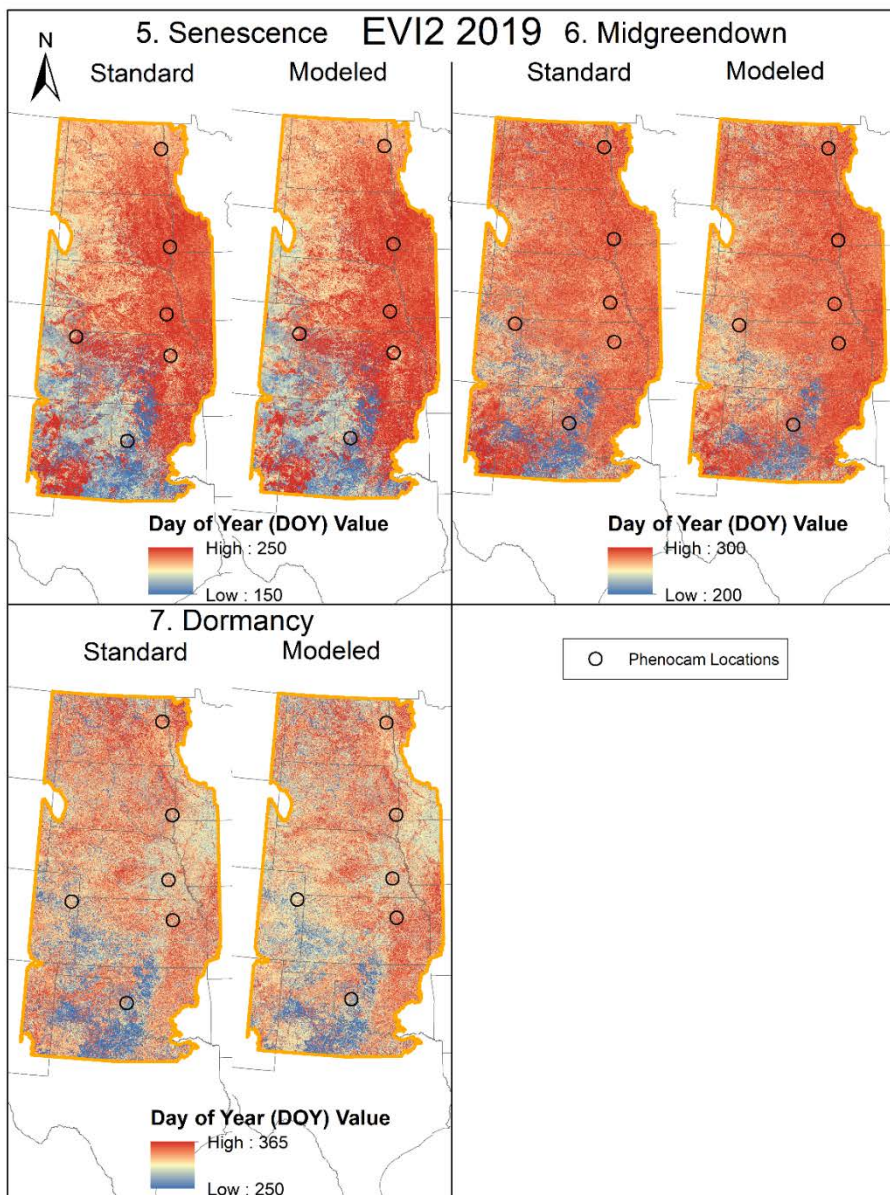 5. Senescence EVI2 2019 6. Midgreendown
N
Standard Modeled Standard Modeled
Day of Year (DOY) Value
High : 250
Low : 150
Day of Year (DOY) Value
High : 300
Low : 200
7. Dormancy
Standard Modeled
Phenocam Locations
Day of Year (DOY) Value
High : 365
Low : 250